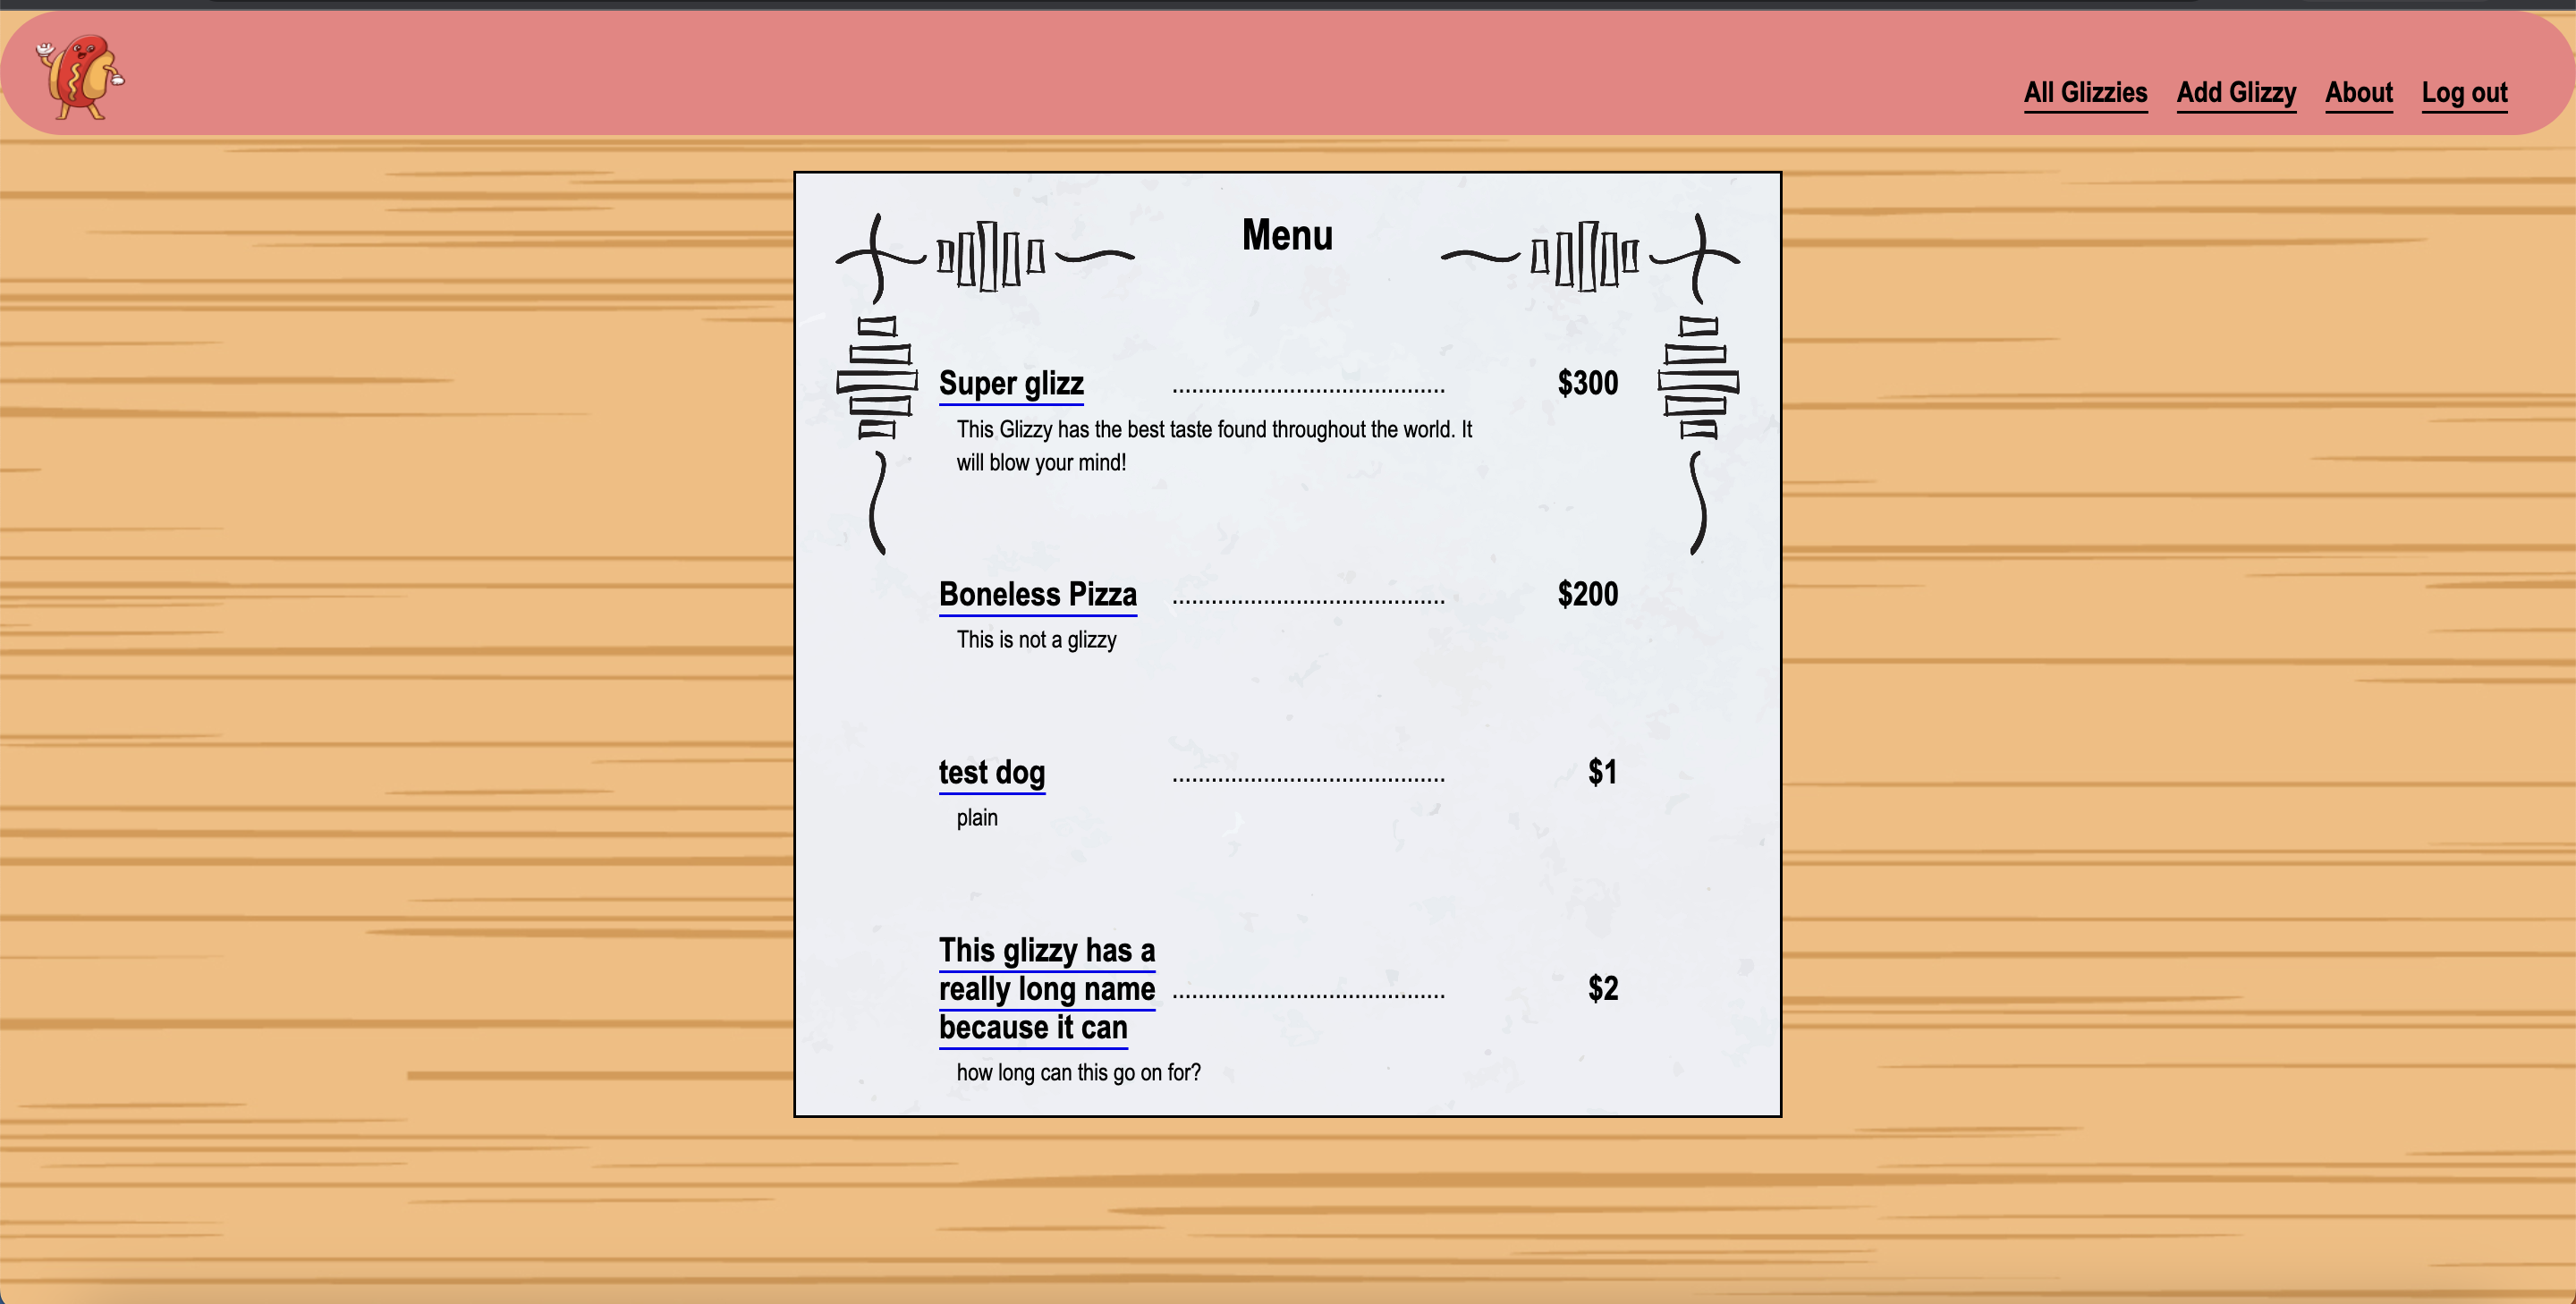 All Glizzies Add Glizzy About Log out
Menu
Super glizz .......................................... $300
This Glizzy has the best taste found throughout the world. It
will blow your mind!
Boneless Pizza .......................................... $200
This is not a glizzy
test dog .......................................... $1
plain
This glizzy has a
really long name .......................................... $2
because it can
how long can this go on for?